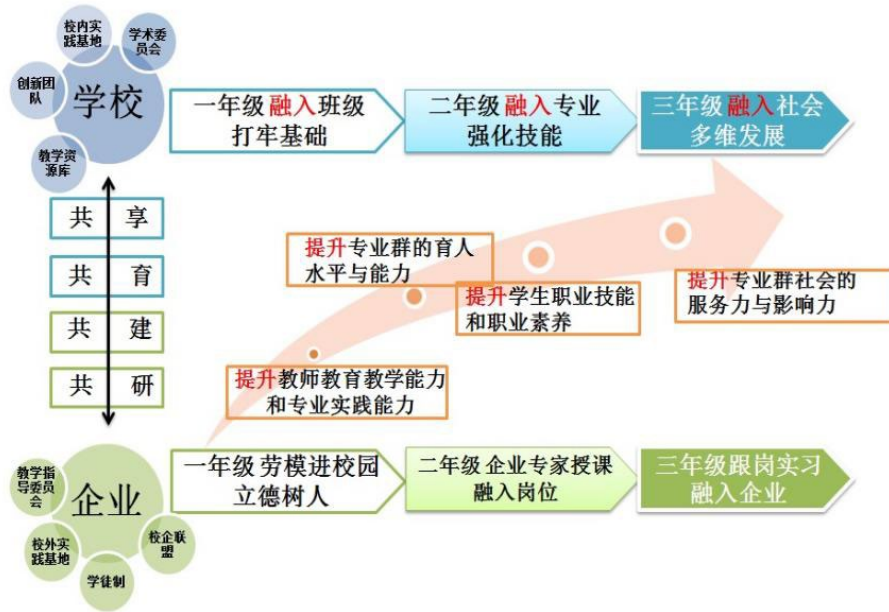 校内实
践基地
学术委
员会
创新团
队
学校
教学资
源库
一年级 融入班级
打牢基础
二年级 融入专业
强化技能
三年级 融入社会
多维发展
共 享
共 育
共 建
共 研
提升专业群的育人
水平与能力
提升学生职业技能
和职业素养
提升专业群社会的
服务力与影响力
提升教师教育教学能力
和专业实践能力
教学指
导委员
会
企业
校外实
践基地
学徒制
校企联
盟
一年级 劳模进校园
立德树人
二年级 企业专家授课
融入岗位
三年级跟岗实习
融入企业